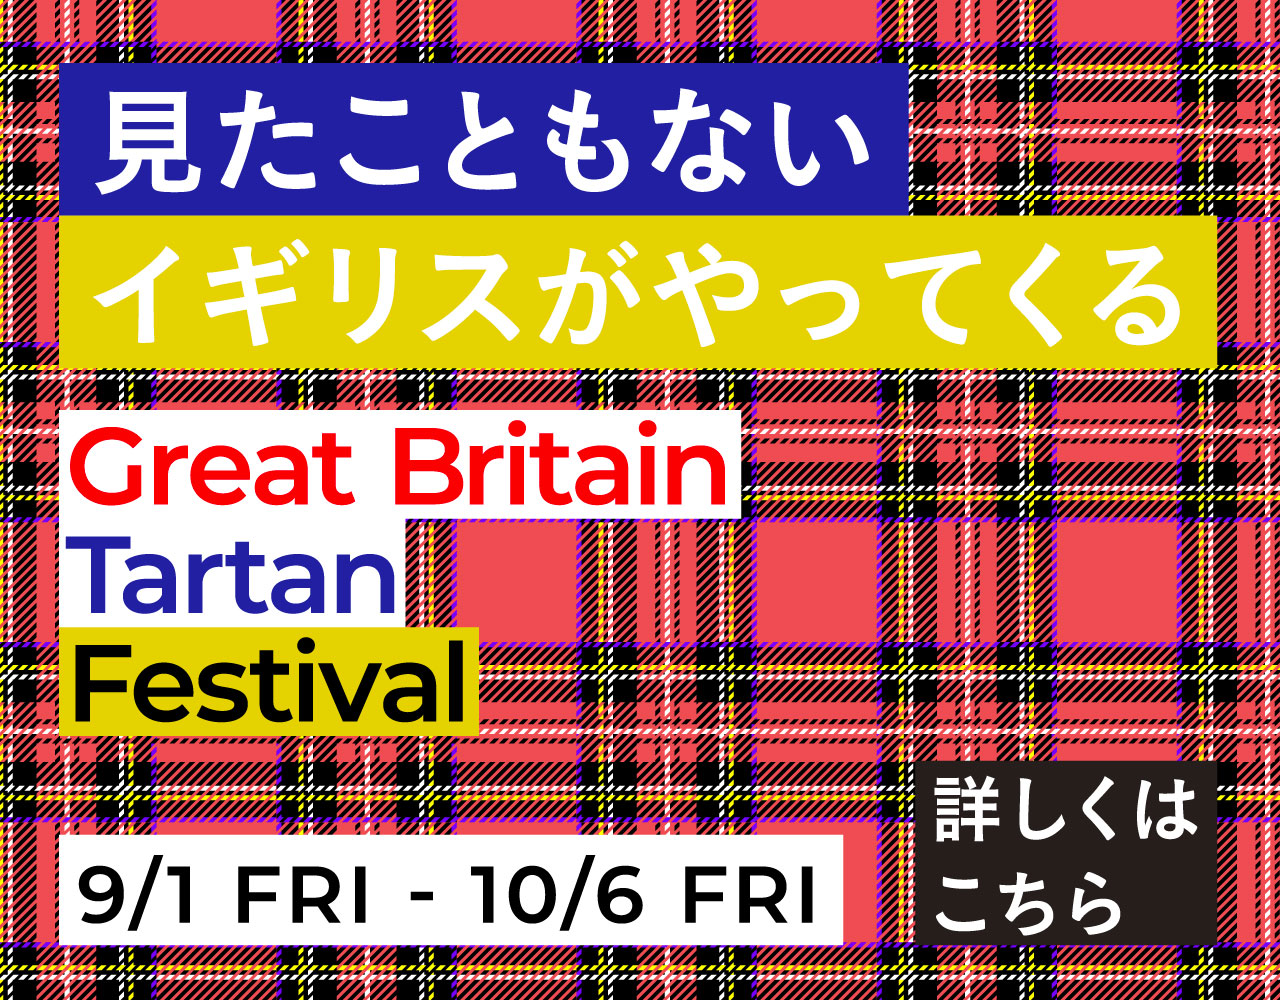 見たこともない
イギリスがやってくる
Great Britain
Tartan
Festival
9/1 FRI - 10/6 FRI
詳しくは
こちら